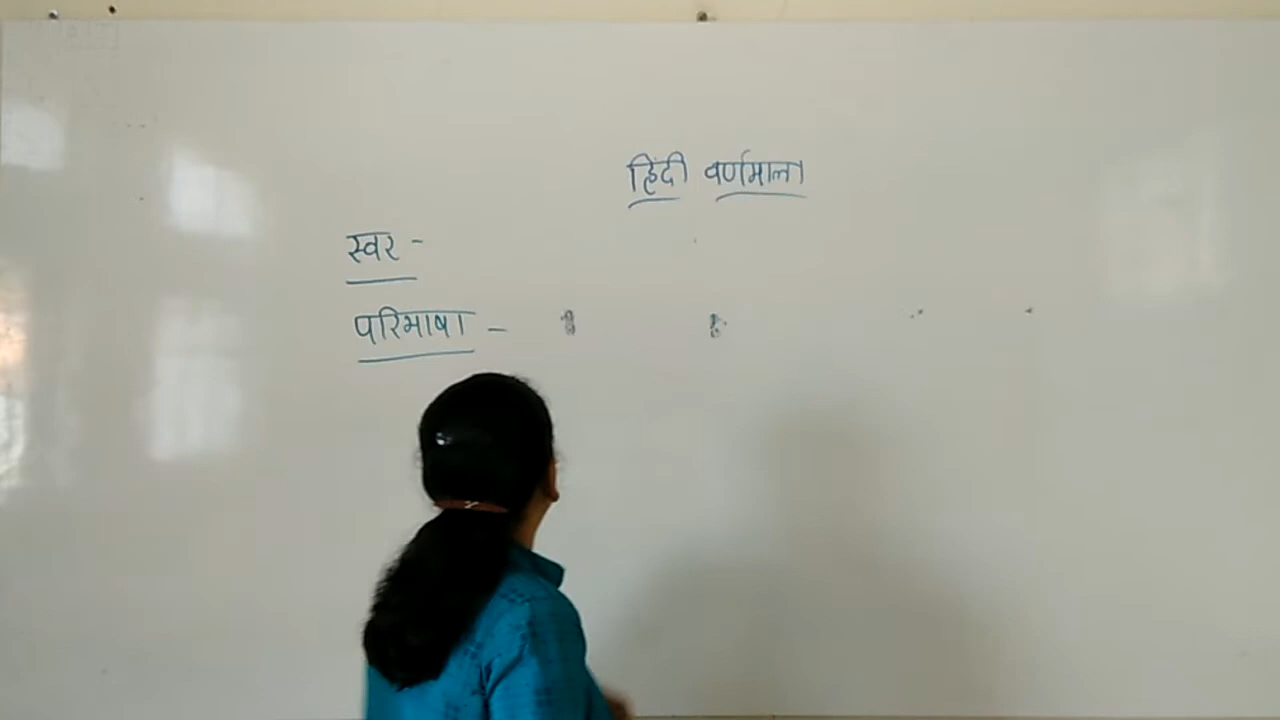 हिंदी वर्णमाला
स्वर -
परिभाषा -